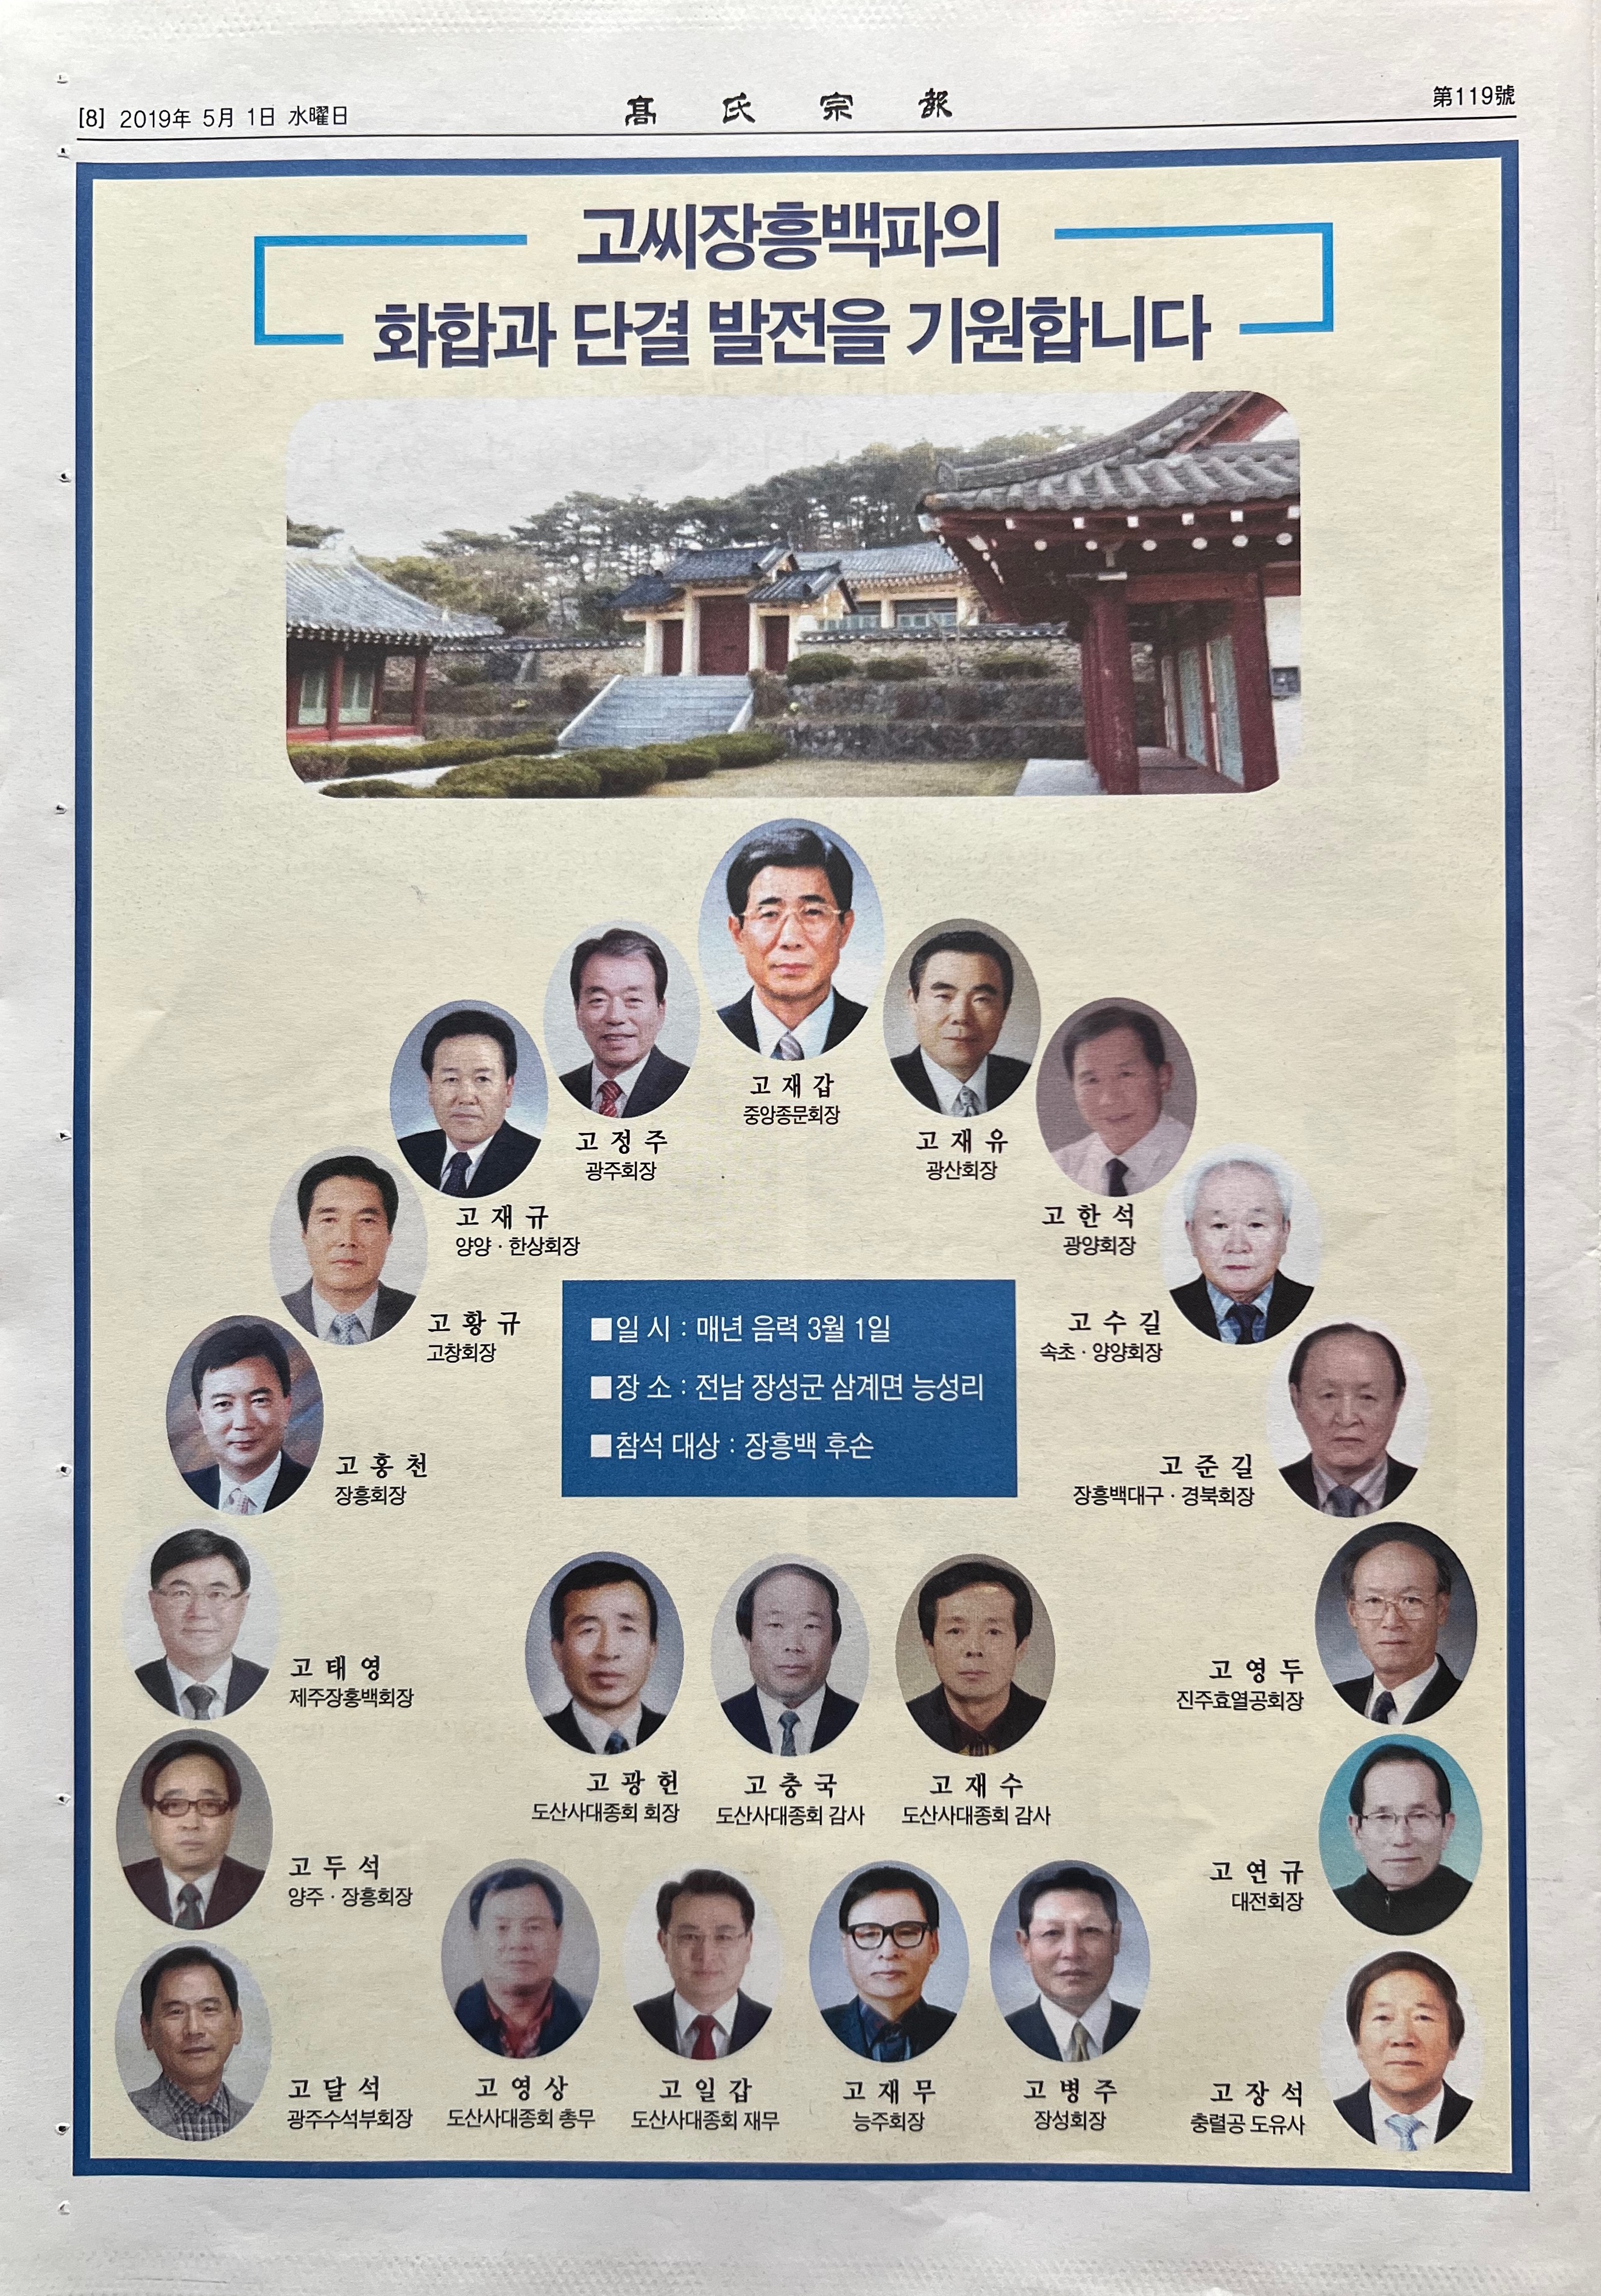 [8] 2019年 5月 1日 水曜日
高氏宗報
第119號
고씨장흥백파의
화합과 단결 발전을 기원합니다
고재갑
중앙종문회장
고정주
광주회장
고재유
광산회장
고재규
양양·한상회장
고한석
광양회장
고황규
고창회장
고수길
속초·양양회장
고홍천
장흥회장
고준길
장흥백대구·경북회장
■일 시 : 매년 음력 3월 1일
■장 소 : 전남 장성군 삼계면 능성리
■참석 대상 : 장흥백 후손
고태영
제주장흥백회장
고영두
진주효열공회장
고광헌
도산사대종회 회장
고충국
도산사대종회 감사
고재수
도산사대종회 감사
고두석
양주·장흥회장
고연규
대전회장
고달석
광주수석부회장
고영상
도산사대종회 총무
고일갑
도산사대종회 재무
고재무
능주회장
고병주
장성회장
고장석
충렬공 도유사